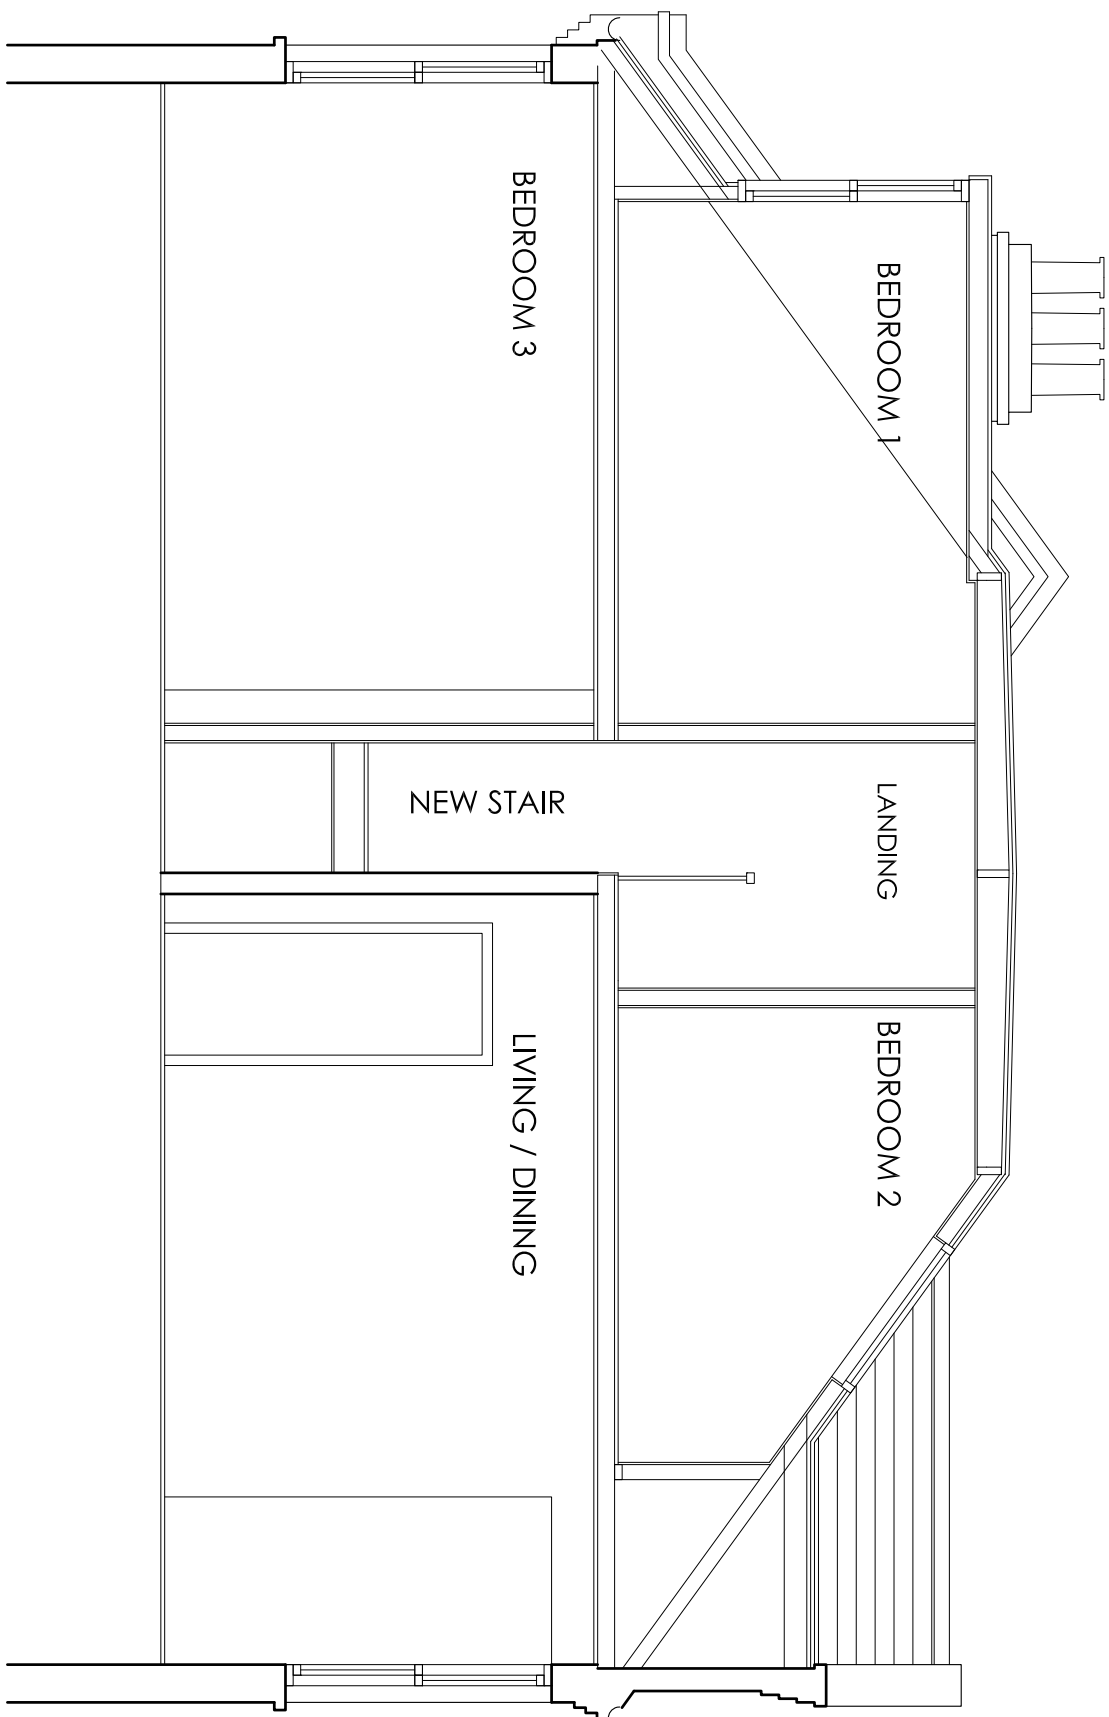 BEDROOM 1
LANDING
BEDROOM 2
BEDROOM 3
NEW STAIR
LIVING / DINING